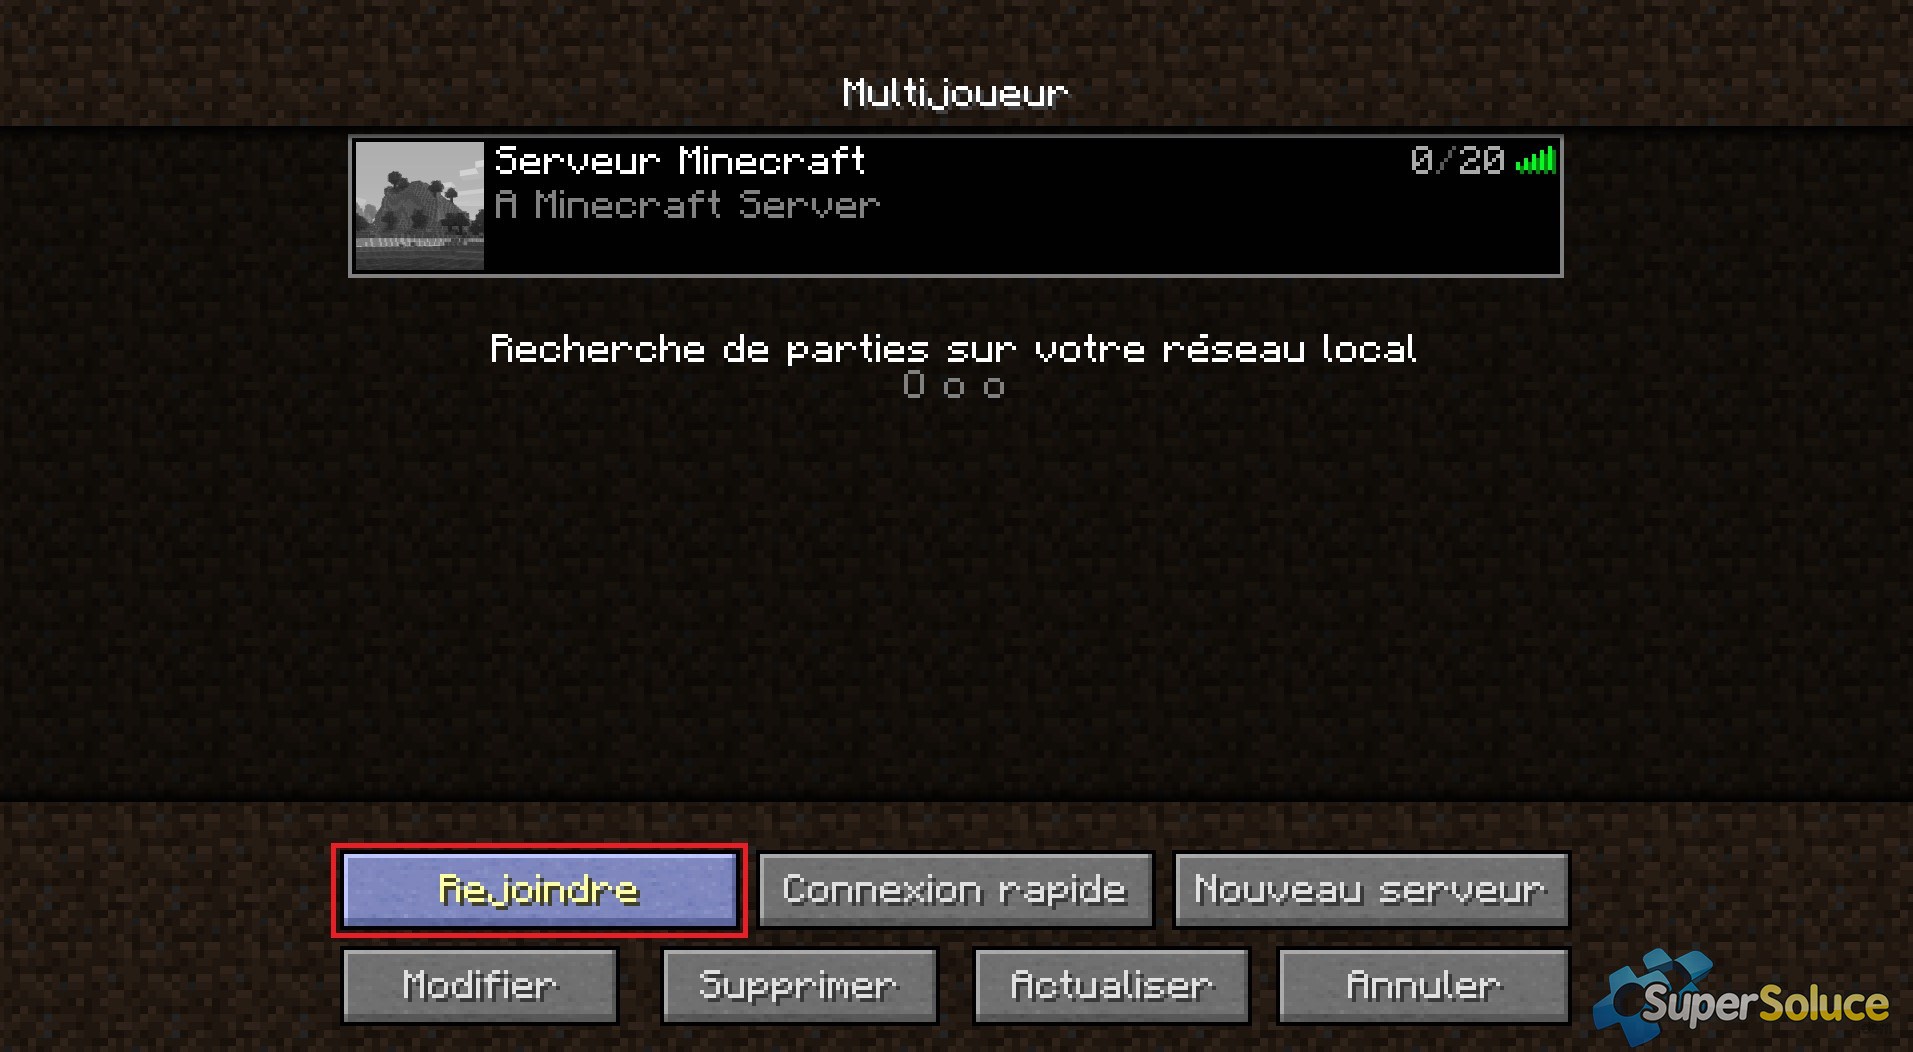 Multijoueur
Serveur Minecraft
0/20
A Minecraft Server
Recherche de parties sur votre réseau local
O o o
Rejoindre
Connexion rapide
Nouveau serveur
Modifier
Supprimer
Actualiser
Annuler
SuperSoluce